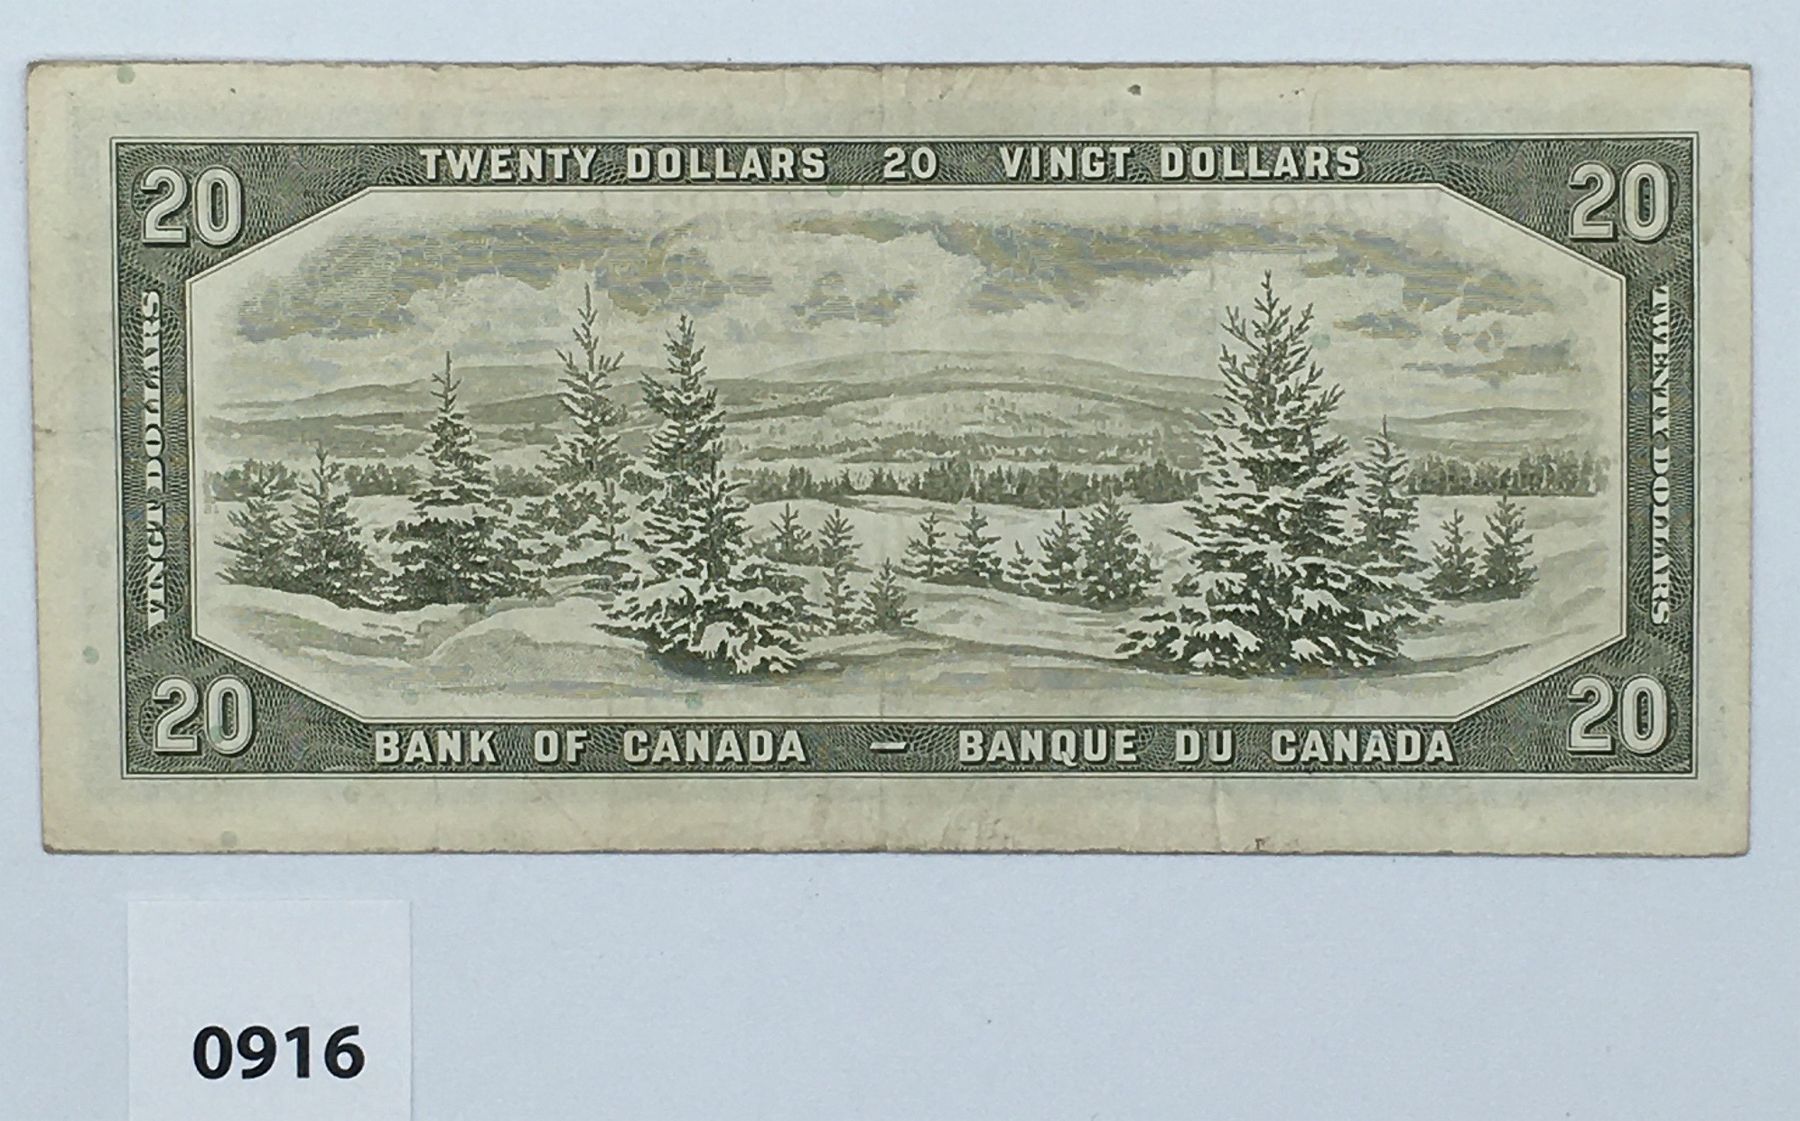 TWENTY DOLLARS 20 VINGT DOLLARS
20
20
VINGT DOLLARS
TWENTY DOLLARS
20
20
BANK OF CANADA – BANQUE DU CANADA
0916